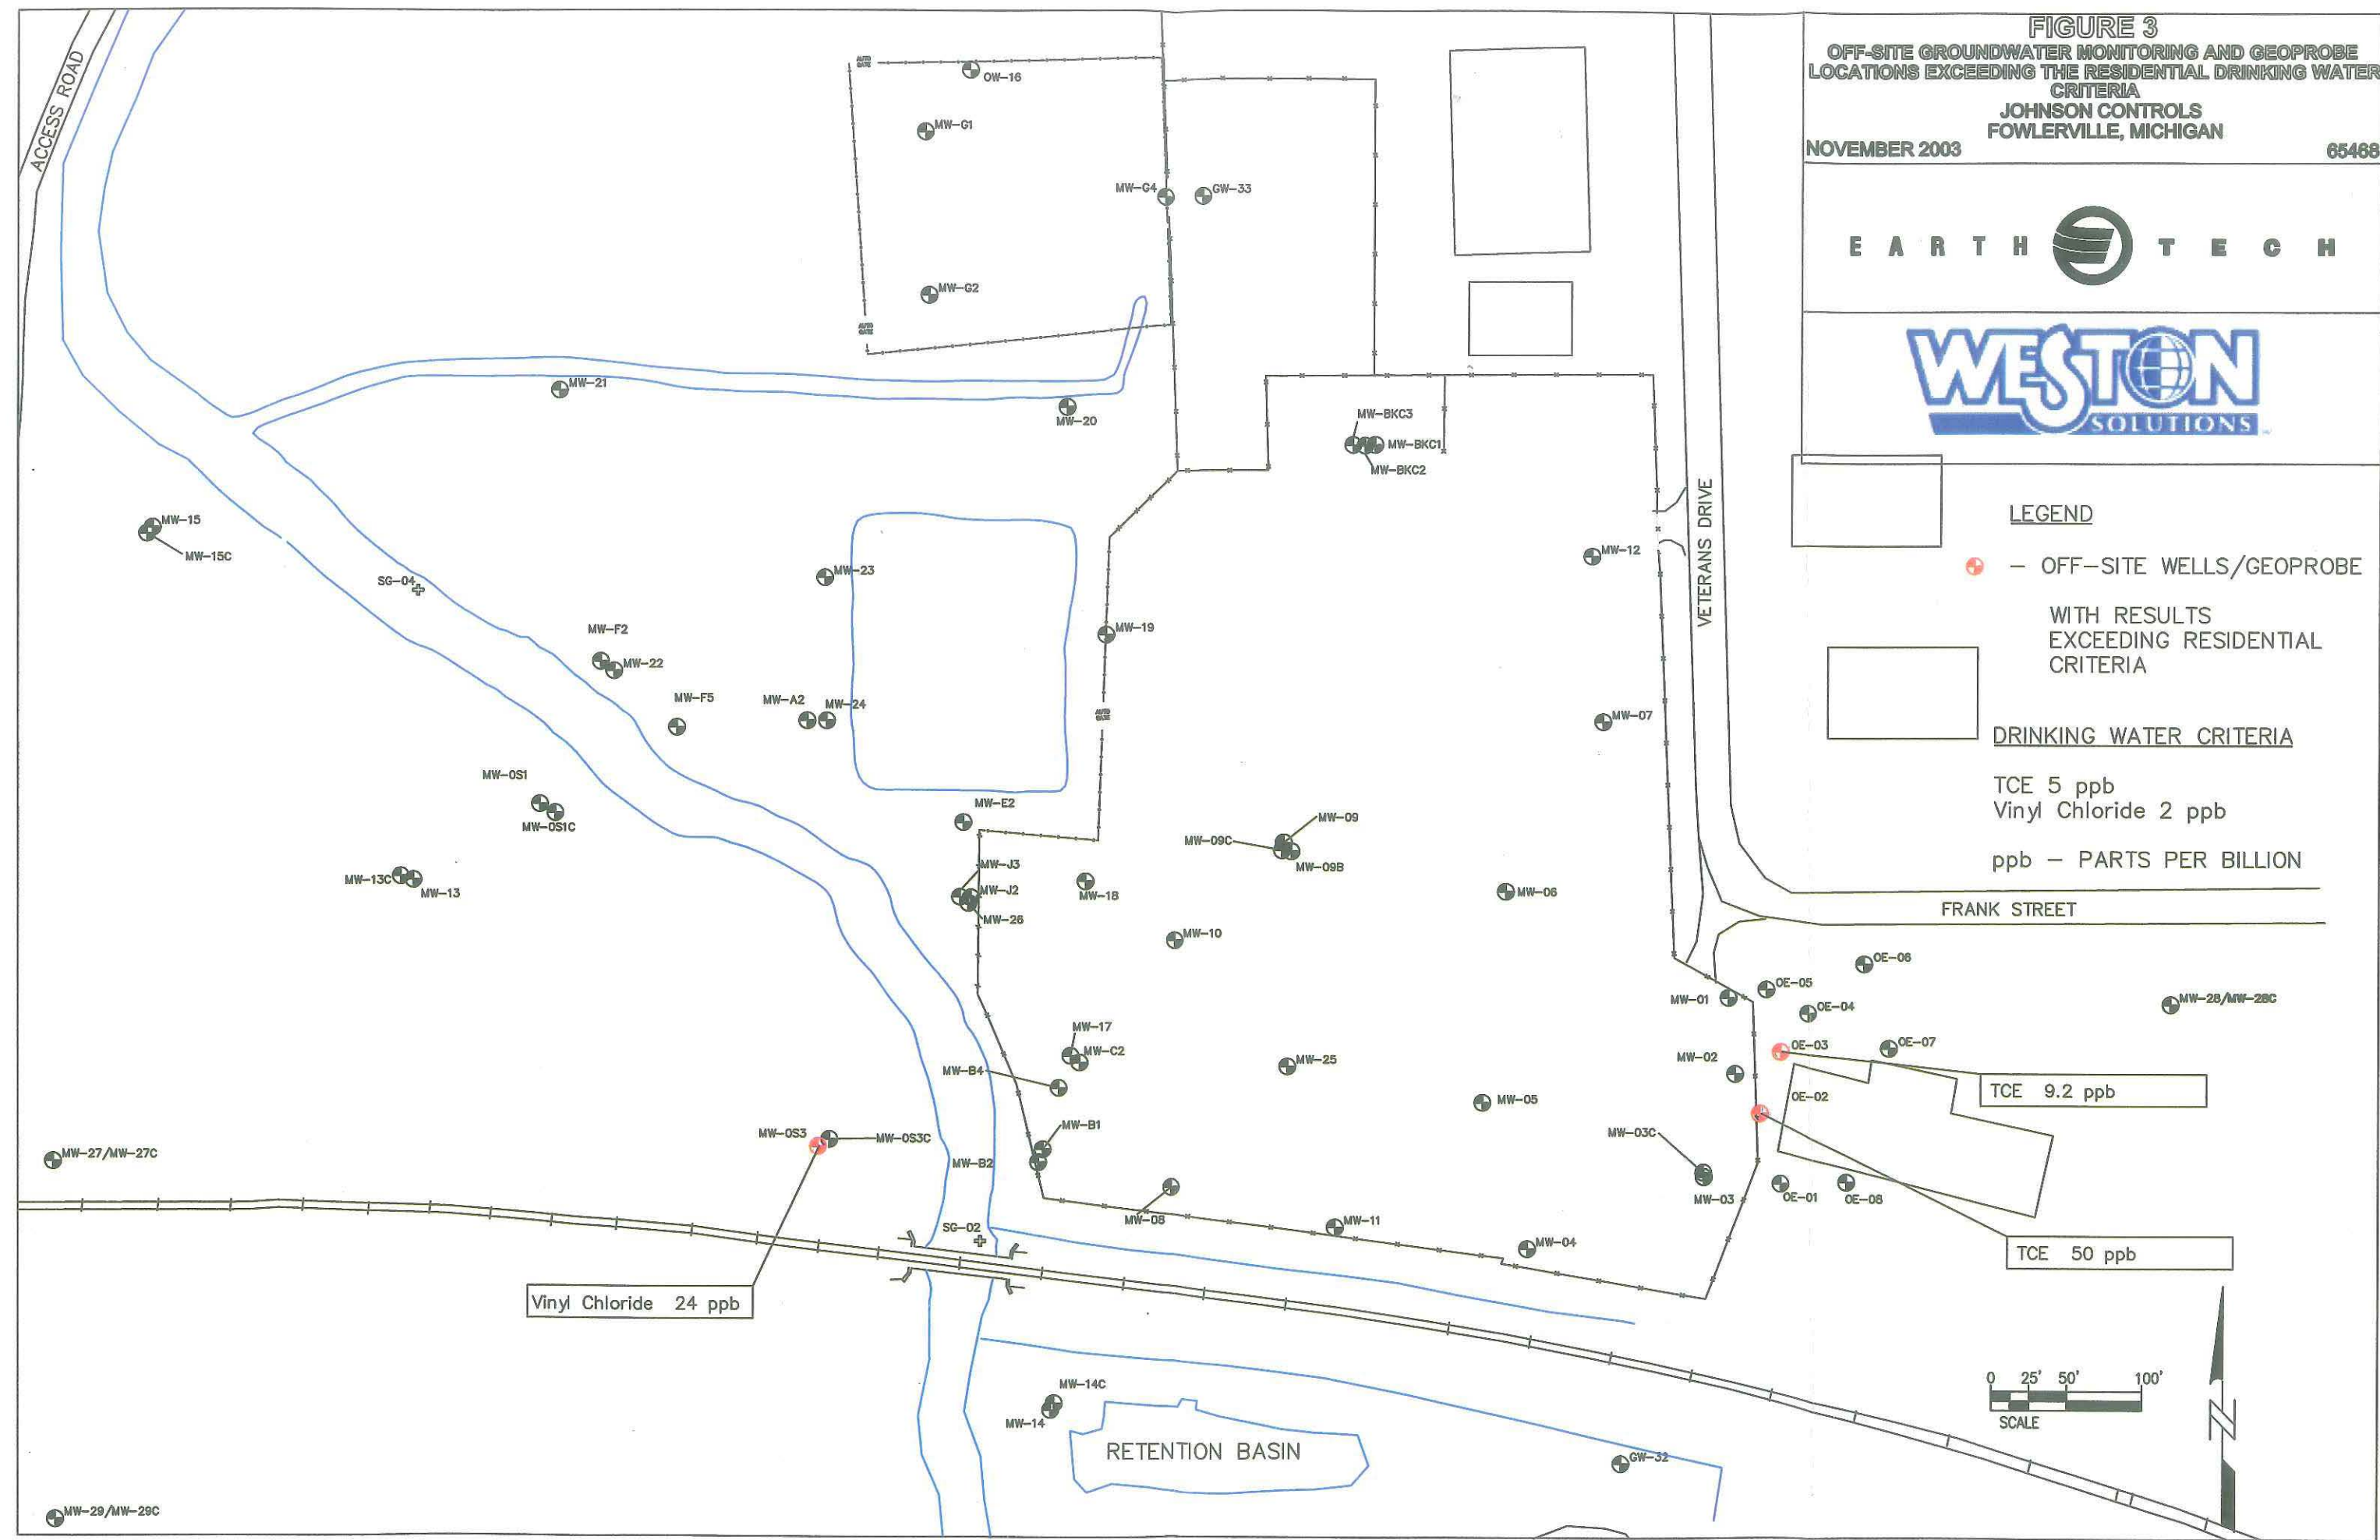 FIGURE 3
OFF-SITE GROUNDWATER MONITORING AND GEOPROBE
LOCATIONS EXCEEDING THE RESIDENTIAL DRINKING WATER
CRITERIA
JOHNSON CONTROLS
FOWLERVILLE, MICHIGAN
NOVEMBER 2003 65468
EARTH TECH
WESTON
SOLUTIONS
LEGEND
– OFF-SITE WELLS/GEOPROBE
WITH RESULTS
EXCEEDING RESIDENTIAL
CRITERIA
DRINKING WATER CRITERIA
TCE 5 ppb
Vinyl Chloride 2 ppb
ppb – PARTS PER BILLION
ACCESS ROAD
AUTO
GATE
OW-16
MW-G1
MW-G4
GW-33
MW-G2
AUTO
GATE
MW-21
MW-20
MW-BKC3
MW-BKC1
MW-BKC2
VETERANS DRIVE
MW-15
MW-15C
SG-04
MW-23
MW-12
MW-19
MW-F2
MW-22
MW-F5
MW-A2
MW-24
AUTO
GATE
MW-07
MW-0S1
MW-0S1C
MW-E2
MW-09
MW-09C
MW-09B
MW-13C
MW-13
MW-J3
MW-J2
MW-26
MW-18
MW-06
FRANK STREET
MW-10
OE-06
OE-05
MW-01
OE-04
MW-28/MW-28C
MW-17
MW-C2
MW-B4
MW-25
MW-02
OE-03
OE-07
TCE 9.2 ppb
MW-05
OE-02
MW-B1
MW-0S3
MW-0S3C
MW-B2
MW-03C
MW-27/MW-27C
MW-03
OE-01
OE-08
MW-08
MW-11
SG-02
MW-04
TCE 50 ppb
Vinyl Chloride 24 ppb
MW-14C
MW-14
RETENTION BASIN
GW-32
0 25' 50' 100'
SCALE
N
MW-29/MW-29C